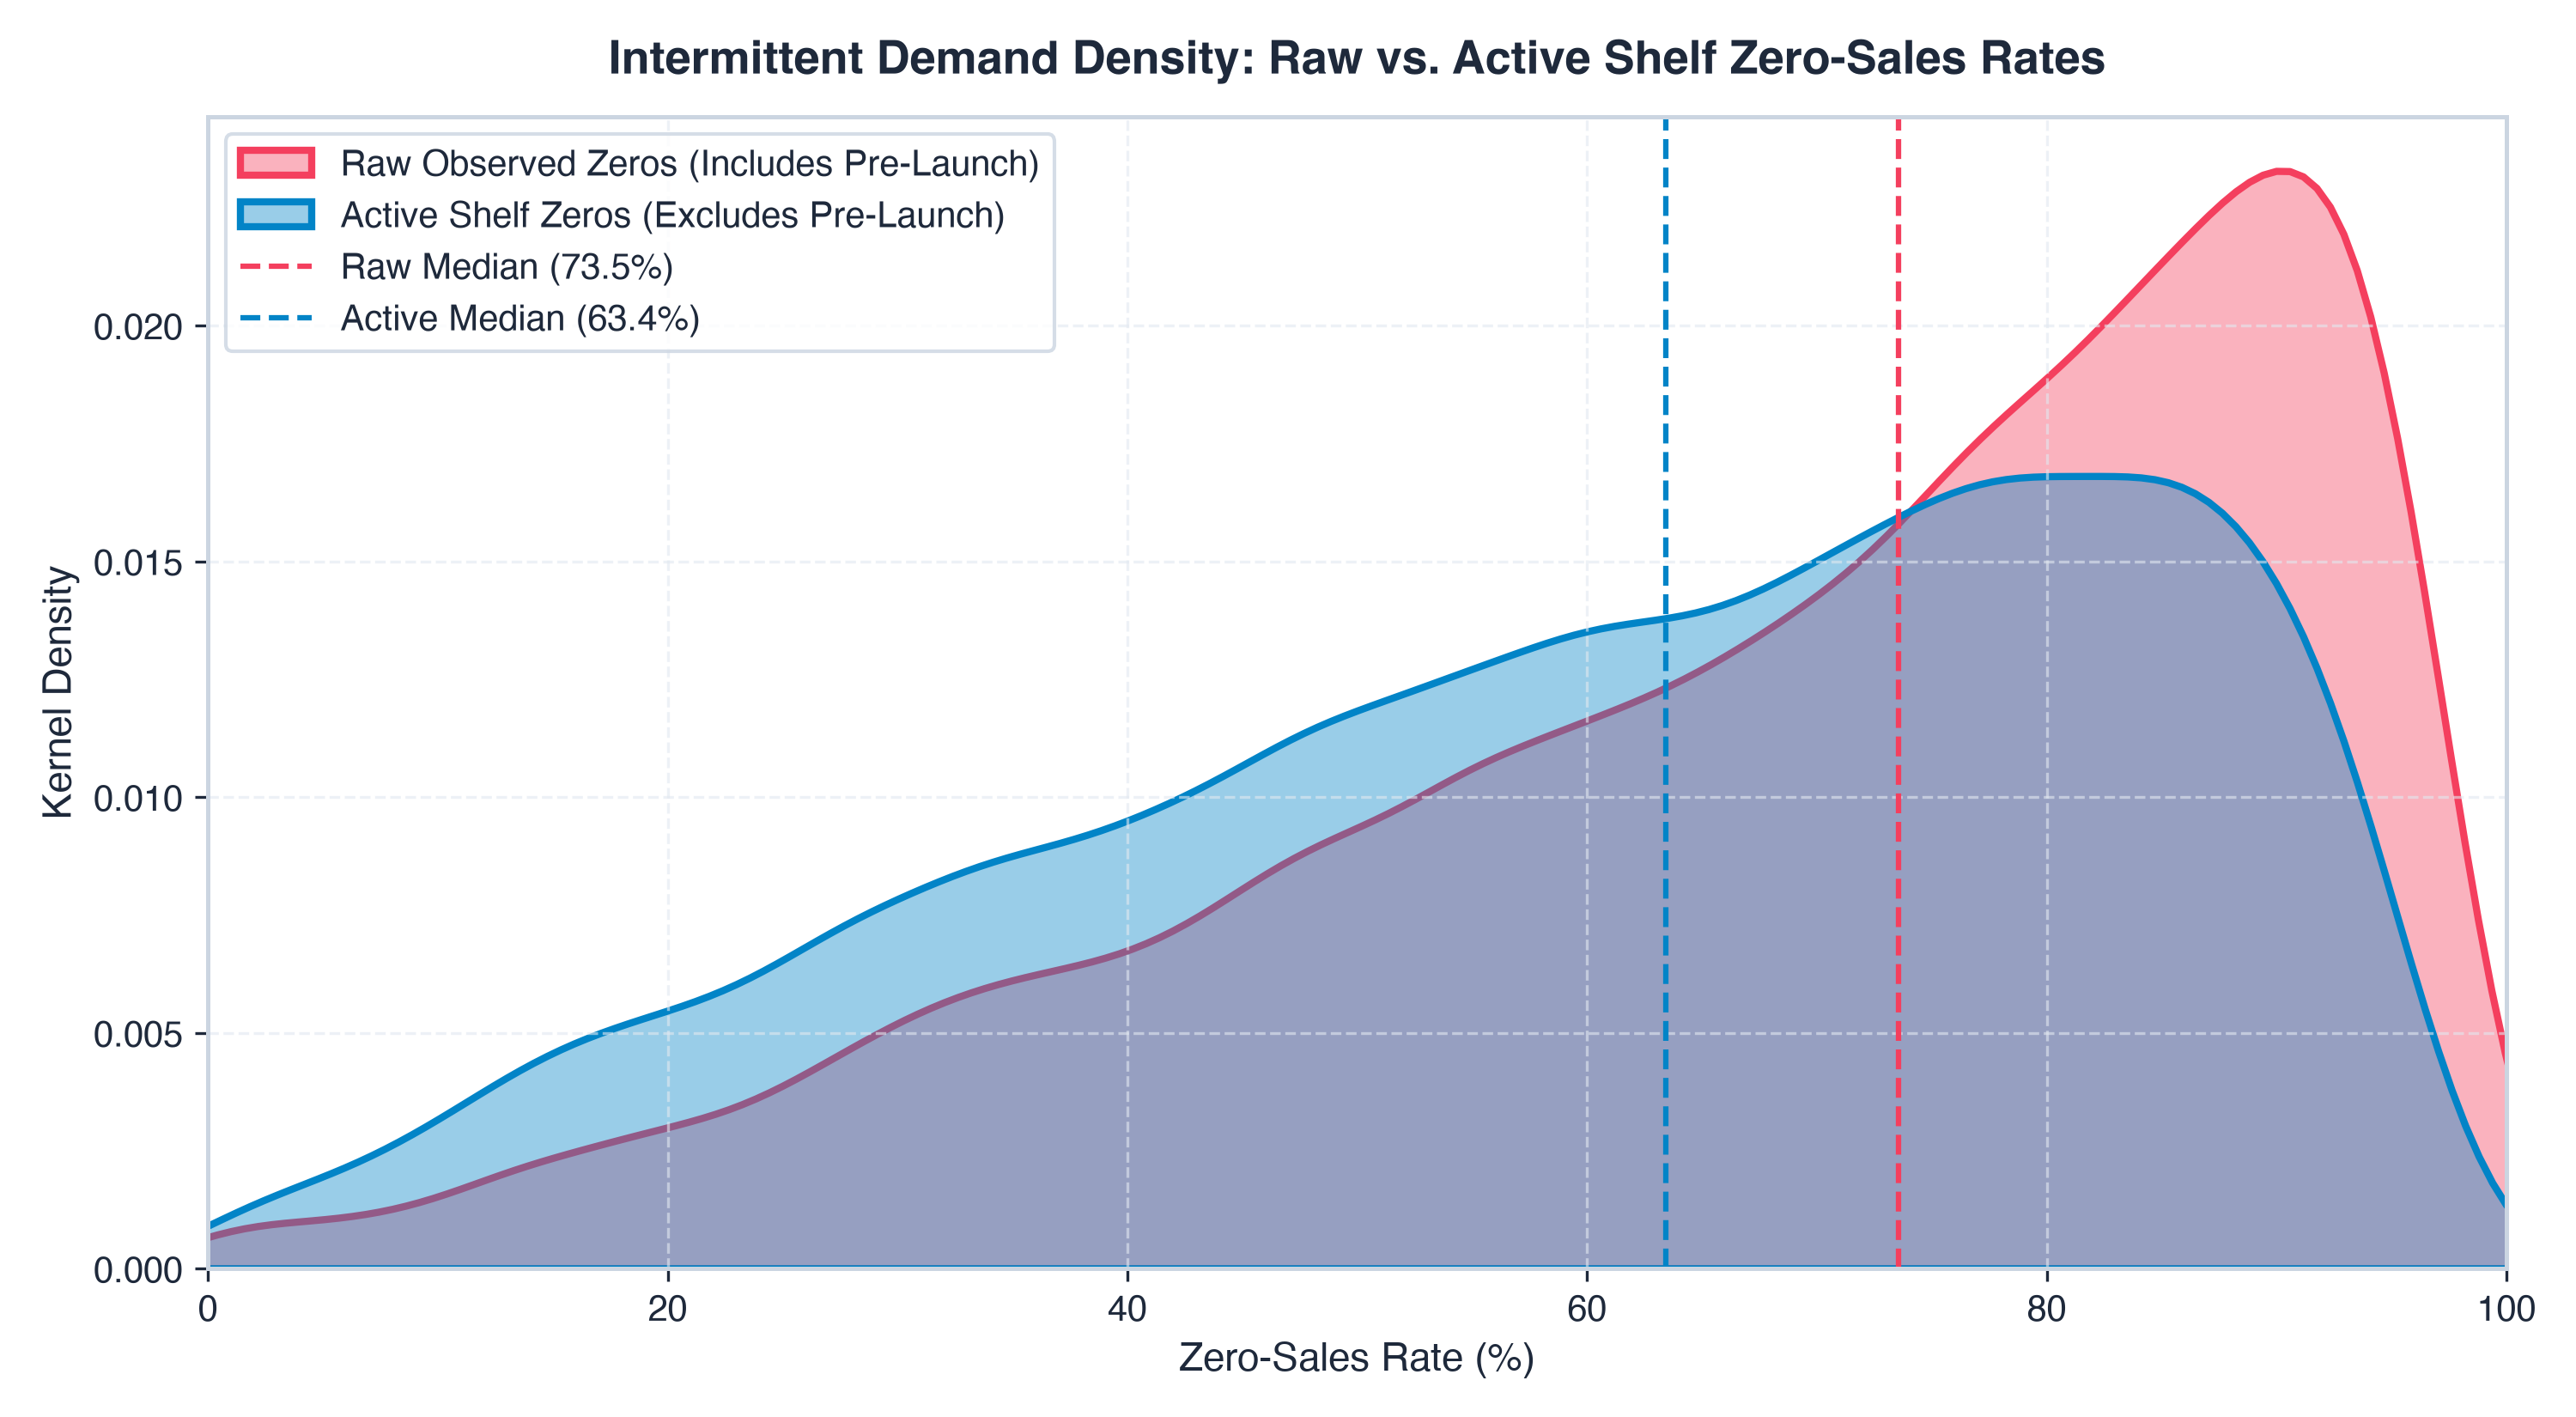 Intermittent Demand Density: Raw vs. Active Shelf Zero-Sales Rates
Raw Observed Zeros (Includes Pre-Launch)
Active Shelf Zeros (Excludes Pre-Launch)
Raw Median (73.5%)
Active Median (63.4%)
Kernel Density
0.020
0.015
0.010
0.005
0.000
0 20 40 60 80 100
Zero-Sales Rate (%)